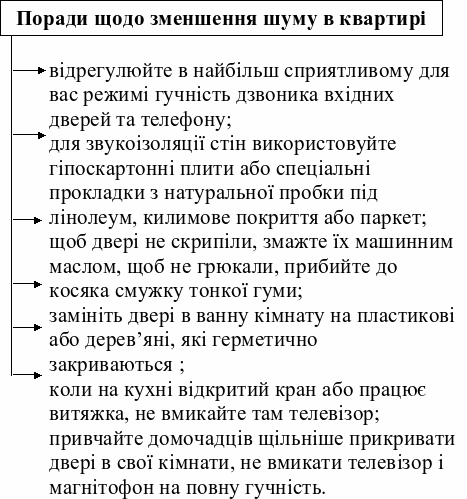 Поради щодо зменшення шуму в квартирі
відрегулюйте в найбільш сприятливому для
вас режимі гучність дзвоника вхідних
дверей та телефону;
для звукоізоляції стін використовуйте
гіпоскартонні плити або спеціальні
прокладки з натуральної пробки під
лінолеум, килимове покриття або паркет;
щоб двері не скрипіли, змажте їх машинним
маслом, щоб не грюкали, прибийте до
косяка смужку тонкої гуми;
замініть двері в ванну кімнату на пластикові
або дерев’яні, які герметично
закриваються ;
коли на кухні відкритий кран або працює
витяжка, не вмикайте там телевізор;
привчайте домочадців щільніше прикривати
двері в свої кімнати, не вмикати телевізор і
магнітофон на повну гучність.